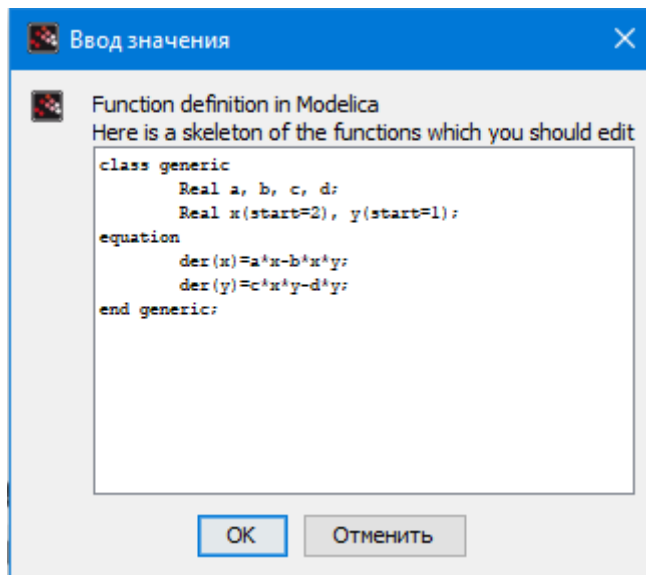 Ввод значения
Function definition in Modelica
Here is a skeleton of the functions which you should edit
class generic
Real a, b, c, d;
Real x(start=2), y(start=1);
equation
der(x)=a*x-b*x*y;
der(y)=c*x*y-d*y;
end generic;
OK
Отменить